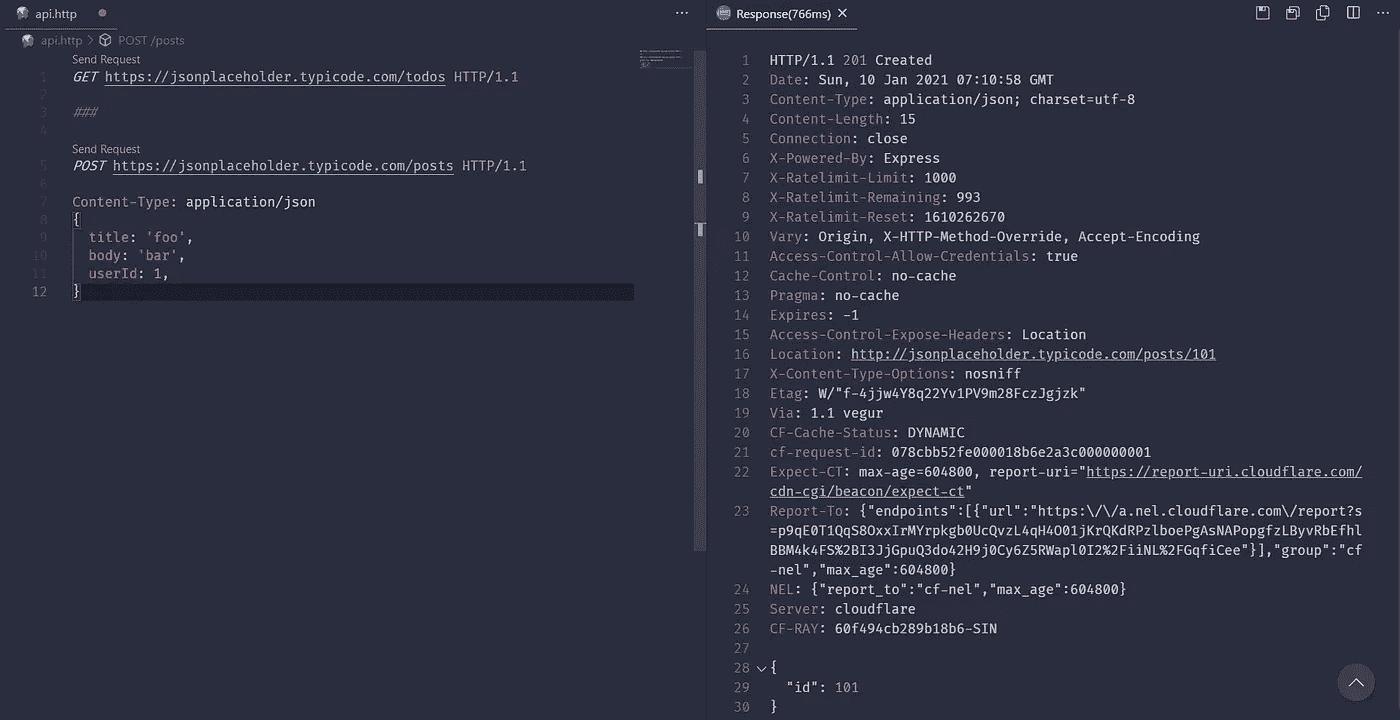 api.http
api.http > POST /posts
Send Request
1 GET https://jsonplaceholder.typicode.com/todos HTTP/1.1
2
3 ###
4
Send Request
5 POST https://jsonplaceholder.typicode.com/posts HTTP/1.1
6
7 Content-Type: application/json
8 {
9 title: 'foo',
10 body: 'bar',
11 userId: 1,
12 }
Response(766ms)
1 HTTP/1.1 201 Created
2 Date: Sun, 10 Jan 2021 07:10:58 GMT
3 Content-Type: application/json; charset=utf-8
4 Content-Length: 15
5 Connection: close
6 X-Powered-By: Express
7 X-Ratelimit-Limit: 1000
8 X-Ratelimit-Remaining: 993
9 X-Ratelimit-Reset: 1610262670
10 Vary: Origin, X-HTTP-Method-Override, Accept-Encoding
11 Access-Control-Allow-Credentials: true
12 Cache-Control: no-cache
13 Pragma: no-cache
14 Expires: -1
15 Access-Control-Expose-Headers: Location
16 Location: http://jsonplaceholder.typicode.com/posts/101
17 X-Content-Type-Options: nosniff
18 Etag: W/"f-4jjw4Y8q22Yv1PV9m28FczJgjzk"
19 Via: 1.1 vegur
20 CF-Cache-Status: DYNAMIC
21 cf-request-id: 078cbb52fe000018b6e2a3c000000001
22 Expect-CT: max-age=604800, report-uri="https://report-uri.cloudflare.com/
cdn-cgi/beacon/expect-ct"
23 Report-To: {"endpoints":[{"url":"https:\/\/a.nel.cloudflare.com\/report?s
=p9qE0T1QqS8OxxIrMYrpkgb0UcQvzL4qH4O01jKrQKdRPzlboePgAsNAPopgfzLByvRbEfhl
BBM4k4FS%2BI3JjGpuQ3do42H9j0Cy6Z5RWapl0I2%2FiiNL%2FGqfiCee"}],"group":"cf
-nel","max_age":604800}
24 NEL: {"report_to":"cf-nel","max_age":604800}
25 Server: cloudflare
26 CF-RAY: 60f494cb289b18b6-SIN
27
28 {
29 "id": 101
30 }